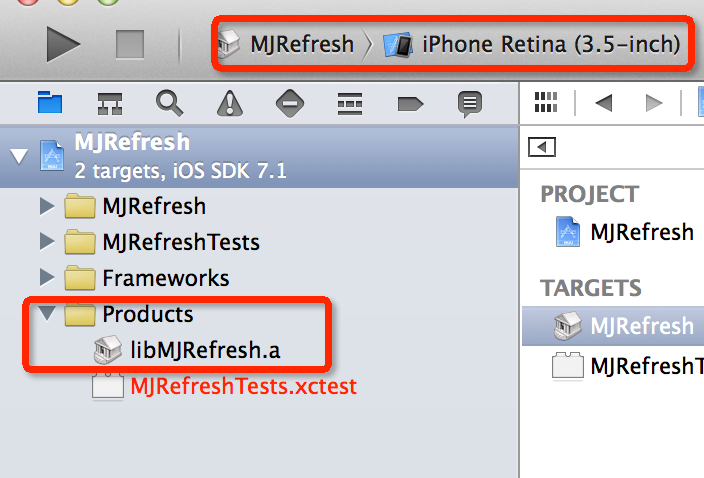 MJRefresh 〉 iPhone Retina (3.5-inch)
MJRefresh
2 targets, iOS SDK 7.1
MJRefresh
MJRefreshTests
Frameworks
Products
libMJRefresh.a
MJRefreshTests.xctest
PROJECT
MJRefresh
TARGETS
MJRefresh
MJRefreshT